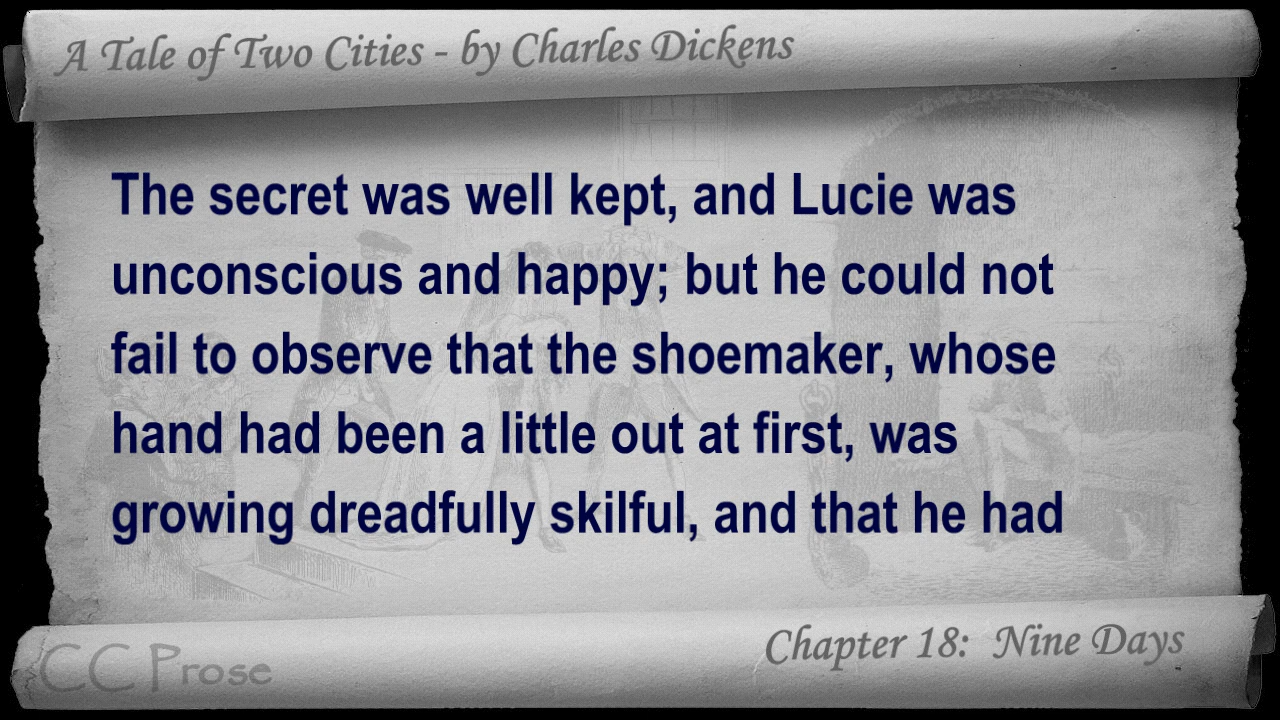 A Tale of Two Cities - by Charles Dickens
The secret was well kept, and Lucie was
unconscious and happy; but he could not
fail to observe that the shoemaker, whose
hand had been a little out at first, was
growing dreadfully skilful, and that he had
Chapter 18: Nine Days
CC Prose